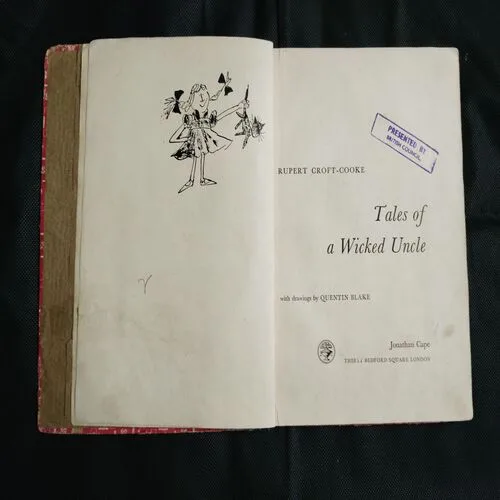 PRESENTED BY
BRITISH COUNCIL
RUPERT CROFT-COOKE
Tales of
a Wicked Uncle
with drawings by QUENTIN BLAKE
Jonathan Cape
THIRTY BEDFORD SQUARE LONDON